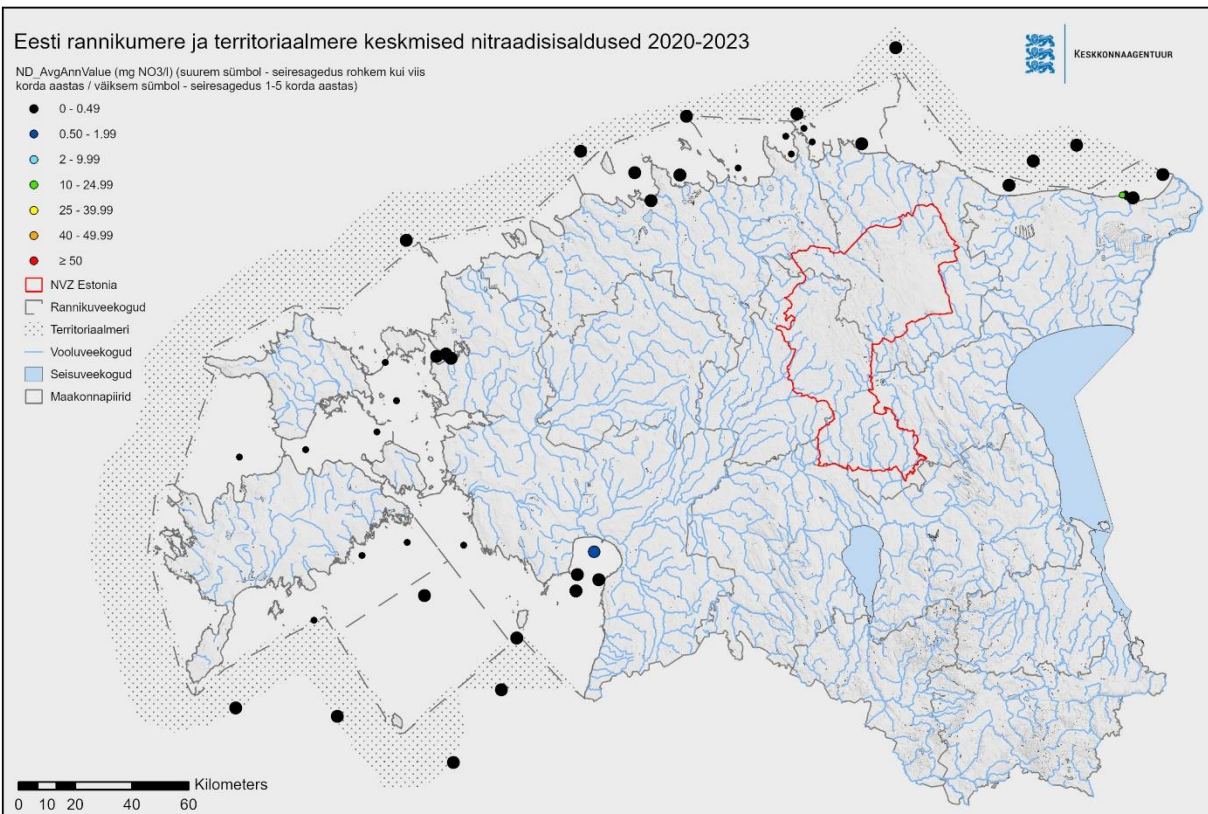 Eesti rannikumere ja territoriaalmere keskmised nitraadisisaldused 2020-2023
KESKKONNAAGENTUUR
ND_AvgAnnValue (mg NO3/l) (suurem sümbol - seiresagedus rohkem kui viis
korda aastas / väiksem sümbol - seiresagedus 1-5 korda aastas)
0 - 0.49
0.50 - 1.99
2 - 9.99
10 - 24.99
25 - 39.99
40 - 49.99
≥ 50
NVZ Estonia
Rannikuveekogud
Territoriaalmeri
Vooluveekogud
Seisuveekogud
Maakonnapiirid
Kilometers
0 10 20 40 60